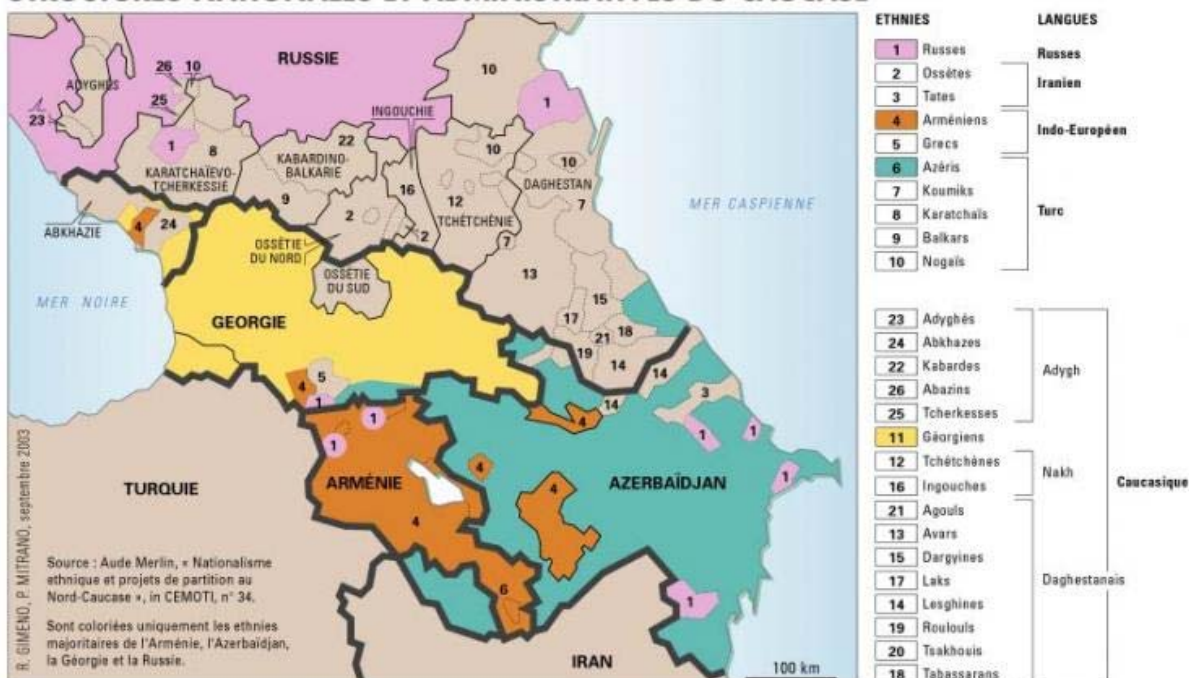 RUSSIE
ADYGHÉS
26
10
25
23
1
8
KARATCHAÏEVO-
TCHERKESSIE
22
KABARDINO-
BALKARIE
9
INGOUCHIE
16
10
10
1
10
12
TCHÉTCHÉNIE
DAGHESTAN
7
7
2
2
OSSÉTIE
DU NORD
OSSÉTIE
DU SUD
ABKHAZIE
4
24
MER NOIRE
MER CASPIENNE
GEORGIE
13
15
17
21
18
19
14
14
14
3
4
5
1
1
1
4
1
1
1
4
4
4
ARMÉNIE
AZERBAÏDJAN
6
1
TURQUIE
IRAN
100 km
R. GIMENO, P. MITRANO, septembre 2003
Source : Aude Merlin, « Nationalisme
ethnique et projets de partition au
Nord-Caucase », in CEMOTI, n° 34.
Sont coloriées uniquement les ethnies
majoritaires de l'Arménie, l'Azerbaïdjan,
la Géorgie et la Russie.
ETHNIES LANGUES
1 Russes Russes
2 Ossètes
Iranien
3 Tates
4 Arméniens
Indo-Européen
5 Grecs
6 Azéris
7 Koumiks
Turc
8 Karatchaïs
9 Balkars
10 Nogaïs
23 Adyghés
24 Abkhazes
22 Kabardes
Adygh
26 Abazins
25 Tcherkesses
11 Géorgiens
12 Tchétchènes
Nakh
16 Ingouches
Caucasique
21 Agouls
13 Avars
15 Dargyines
17 Laks
Daghestanais
14 Lesghines
19 Roulouls
20 Tsakhouis
18 Tabassarans